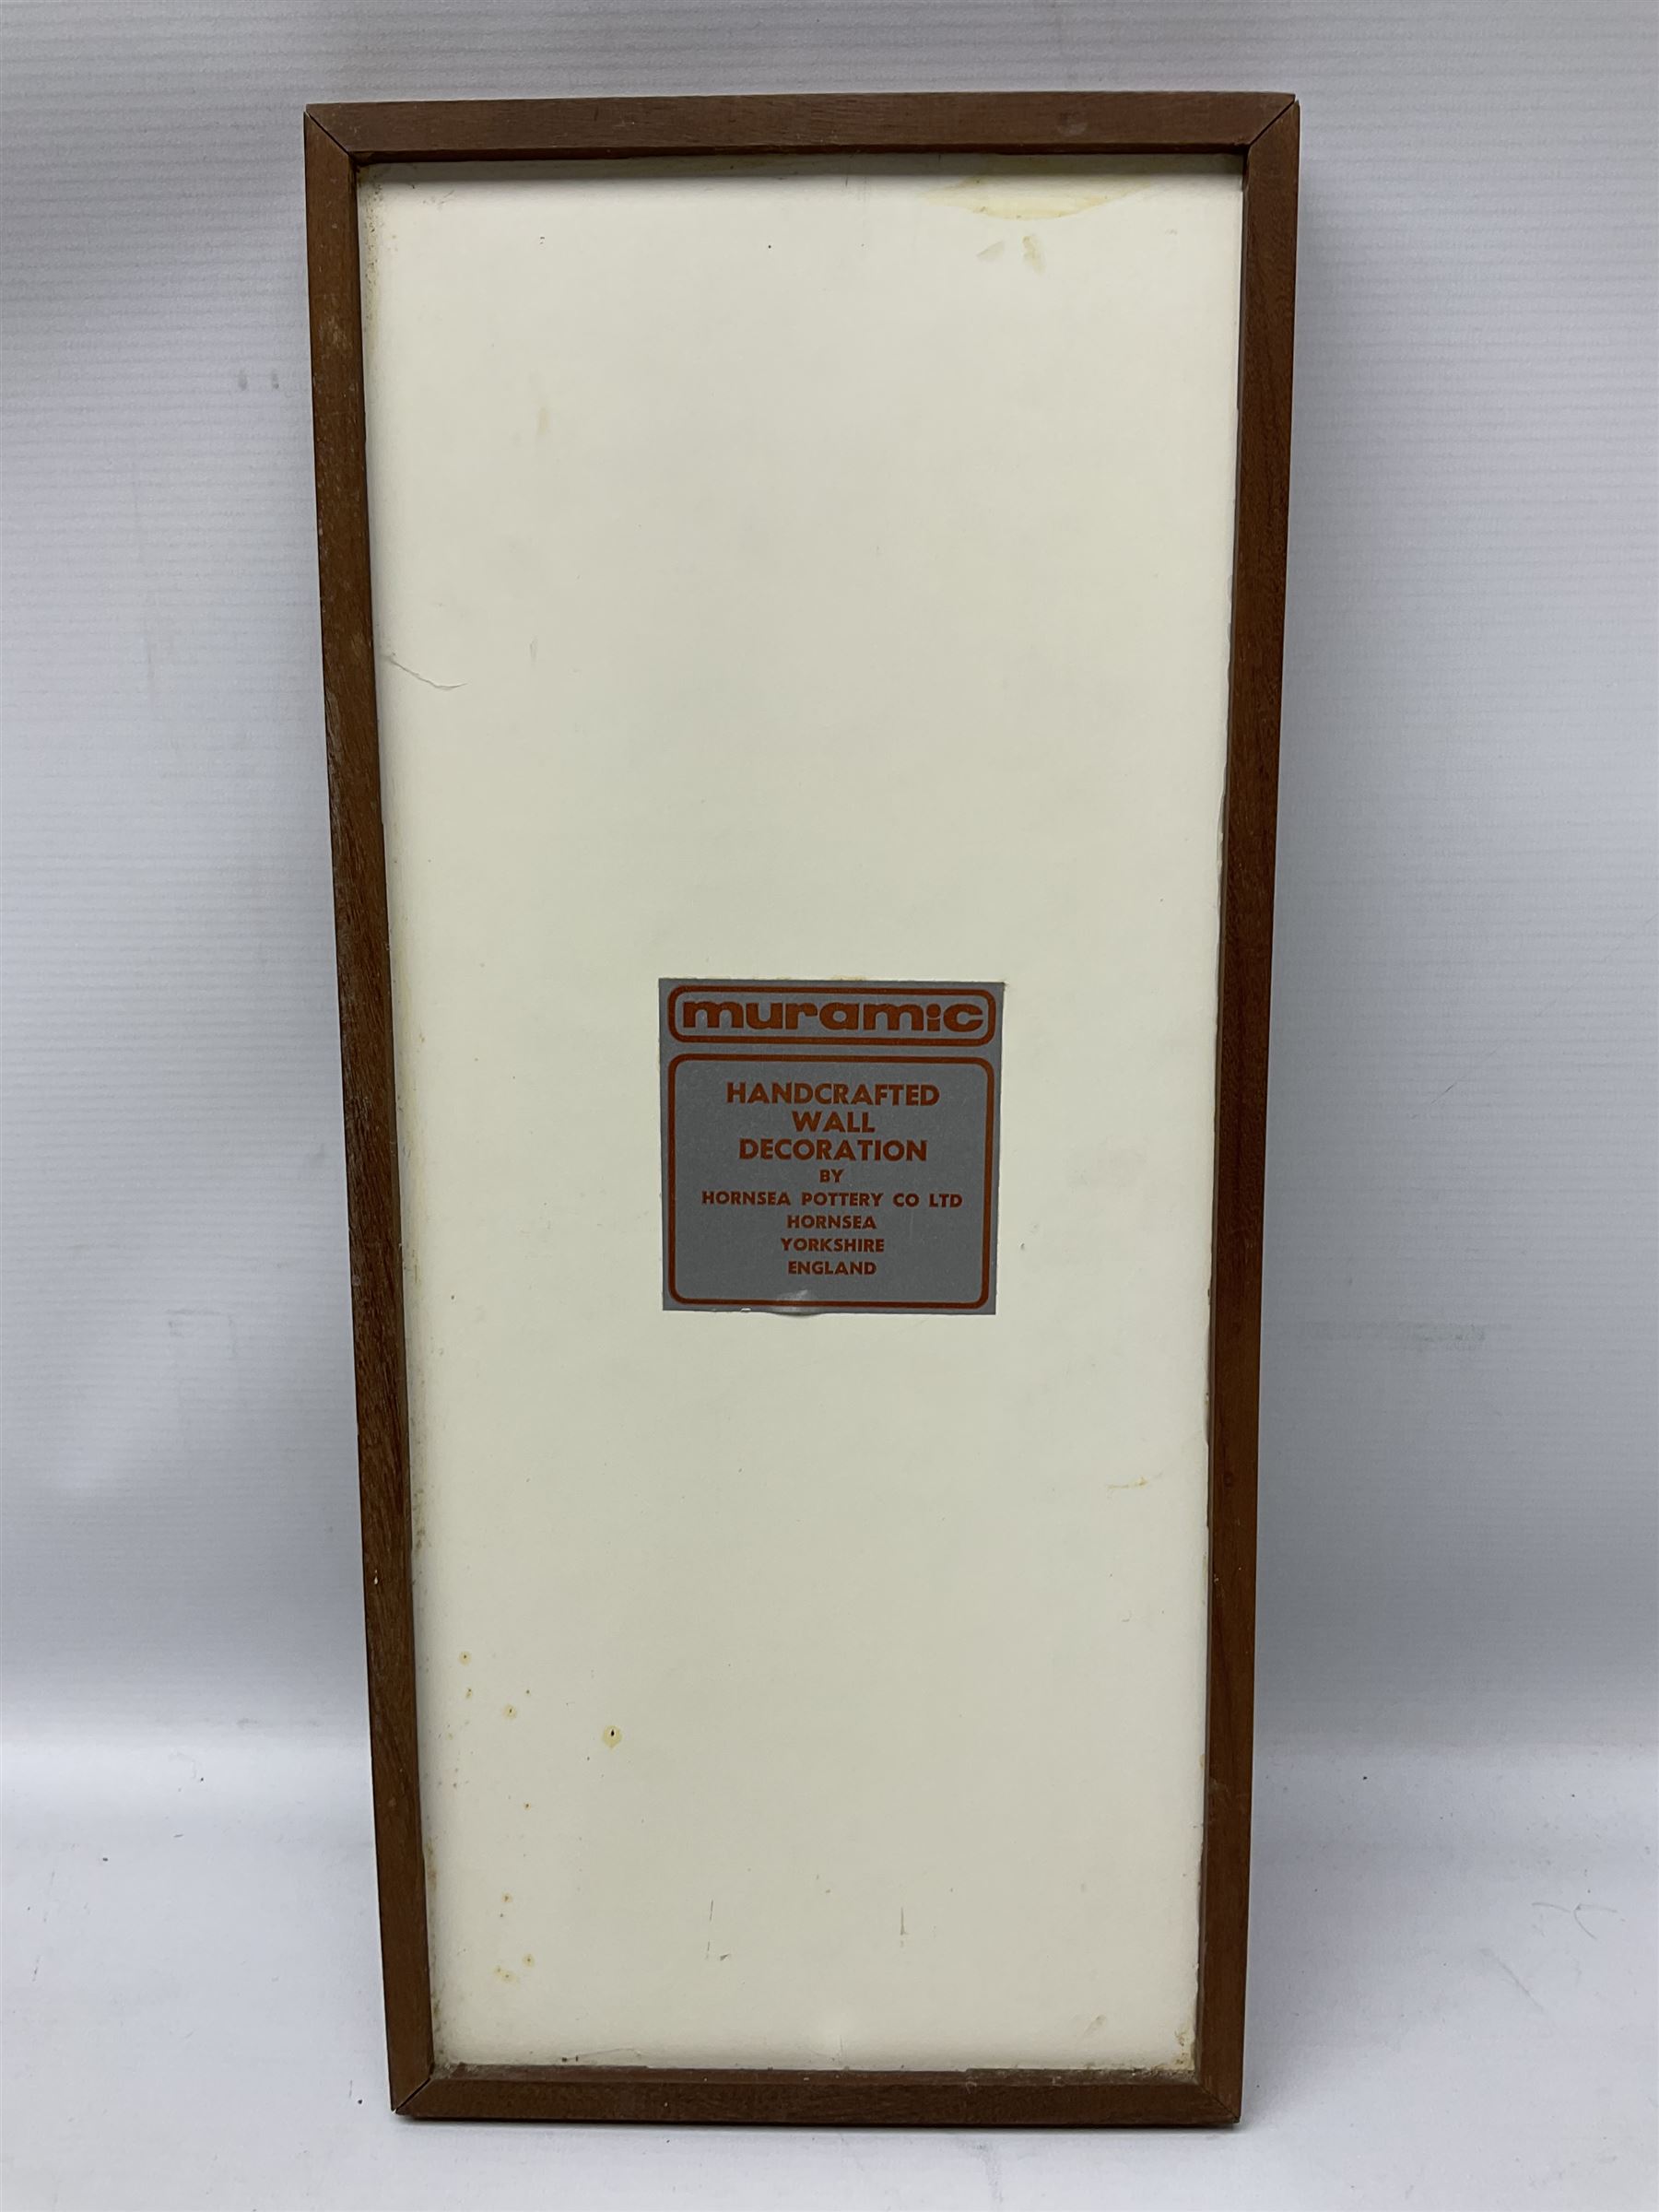 muramic
HANDCRAFTED
WALL
DECORATION
BY
HORNSEA POTTERY CO LTD
HORNSEA
YORKSHIRE
ENGLAND